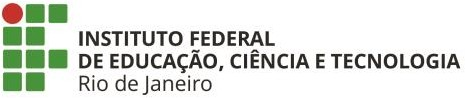 INSTITUTO FEDERAL
DE EDUCAÇÃO, CIÊNCIA E TECNOLOGIA
Rio de Janeiro